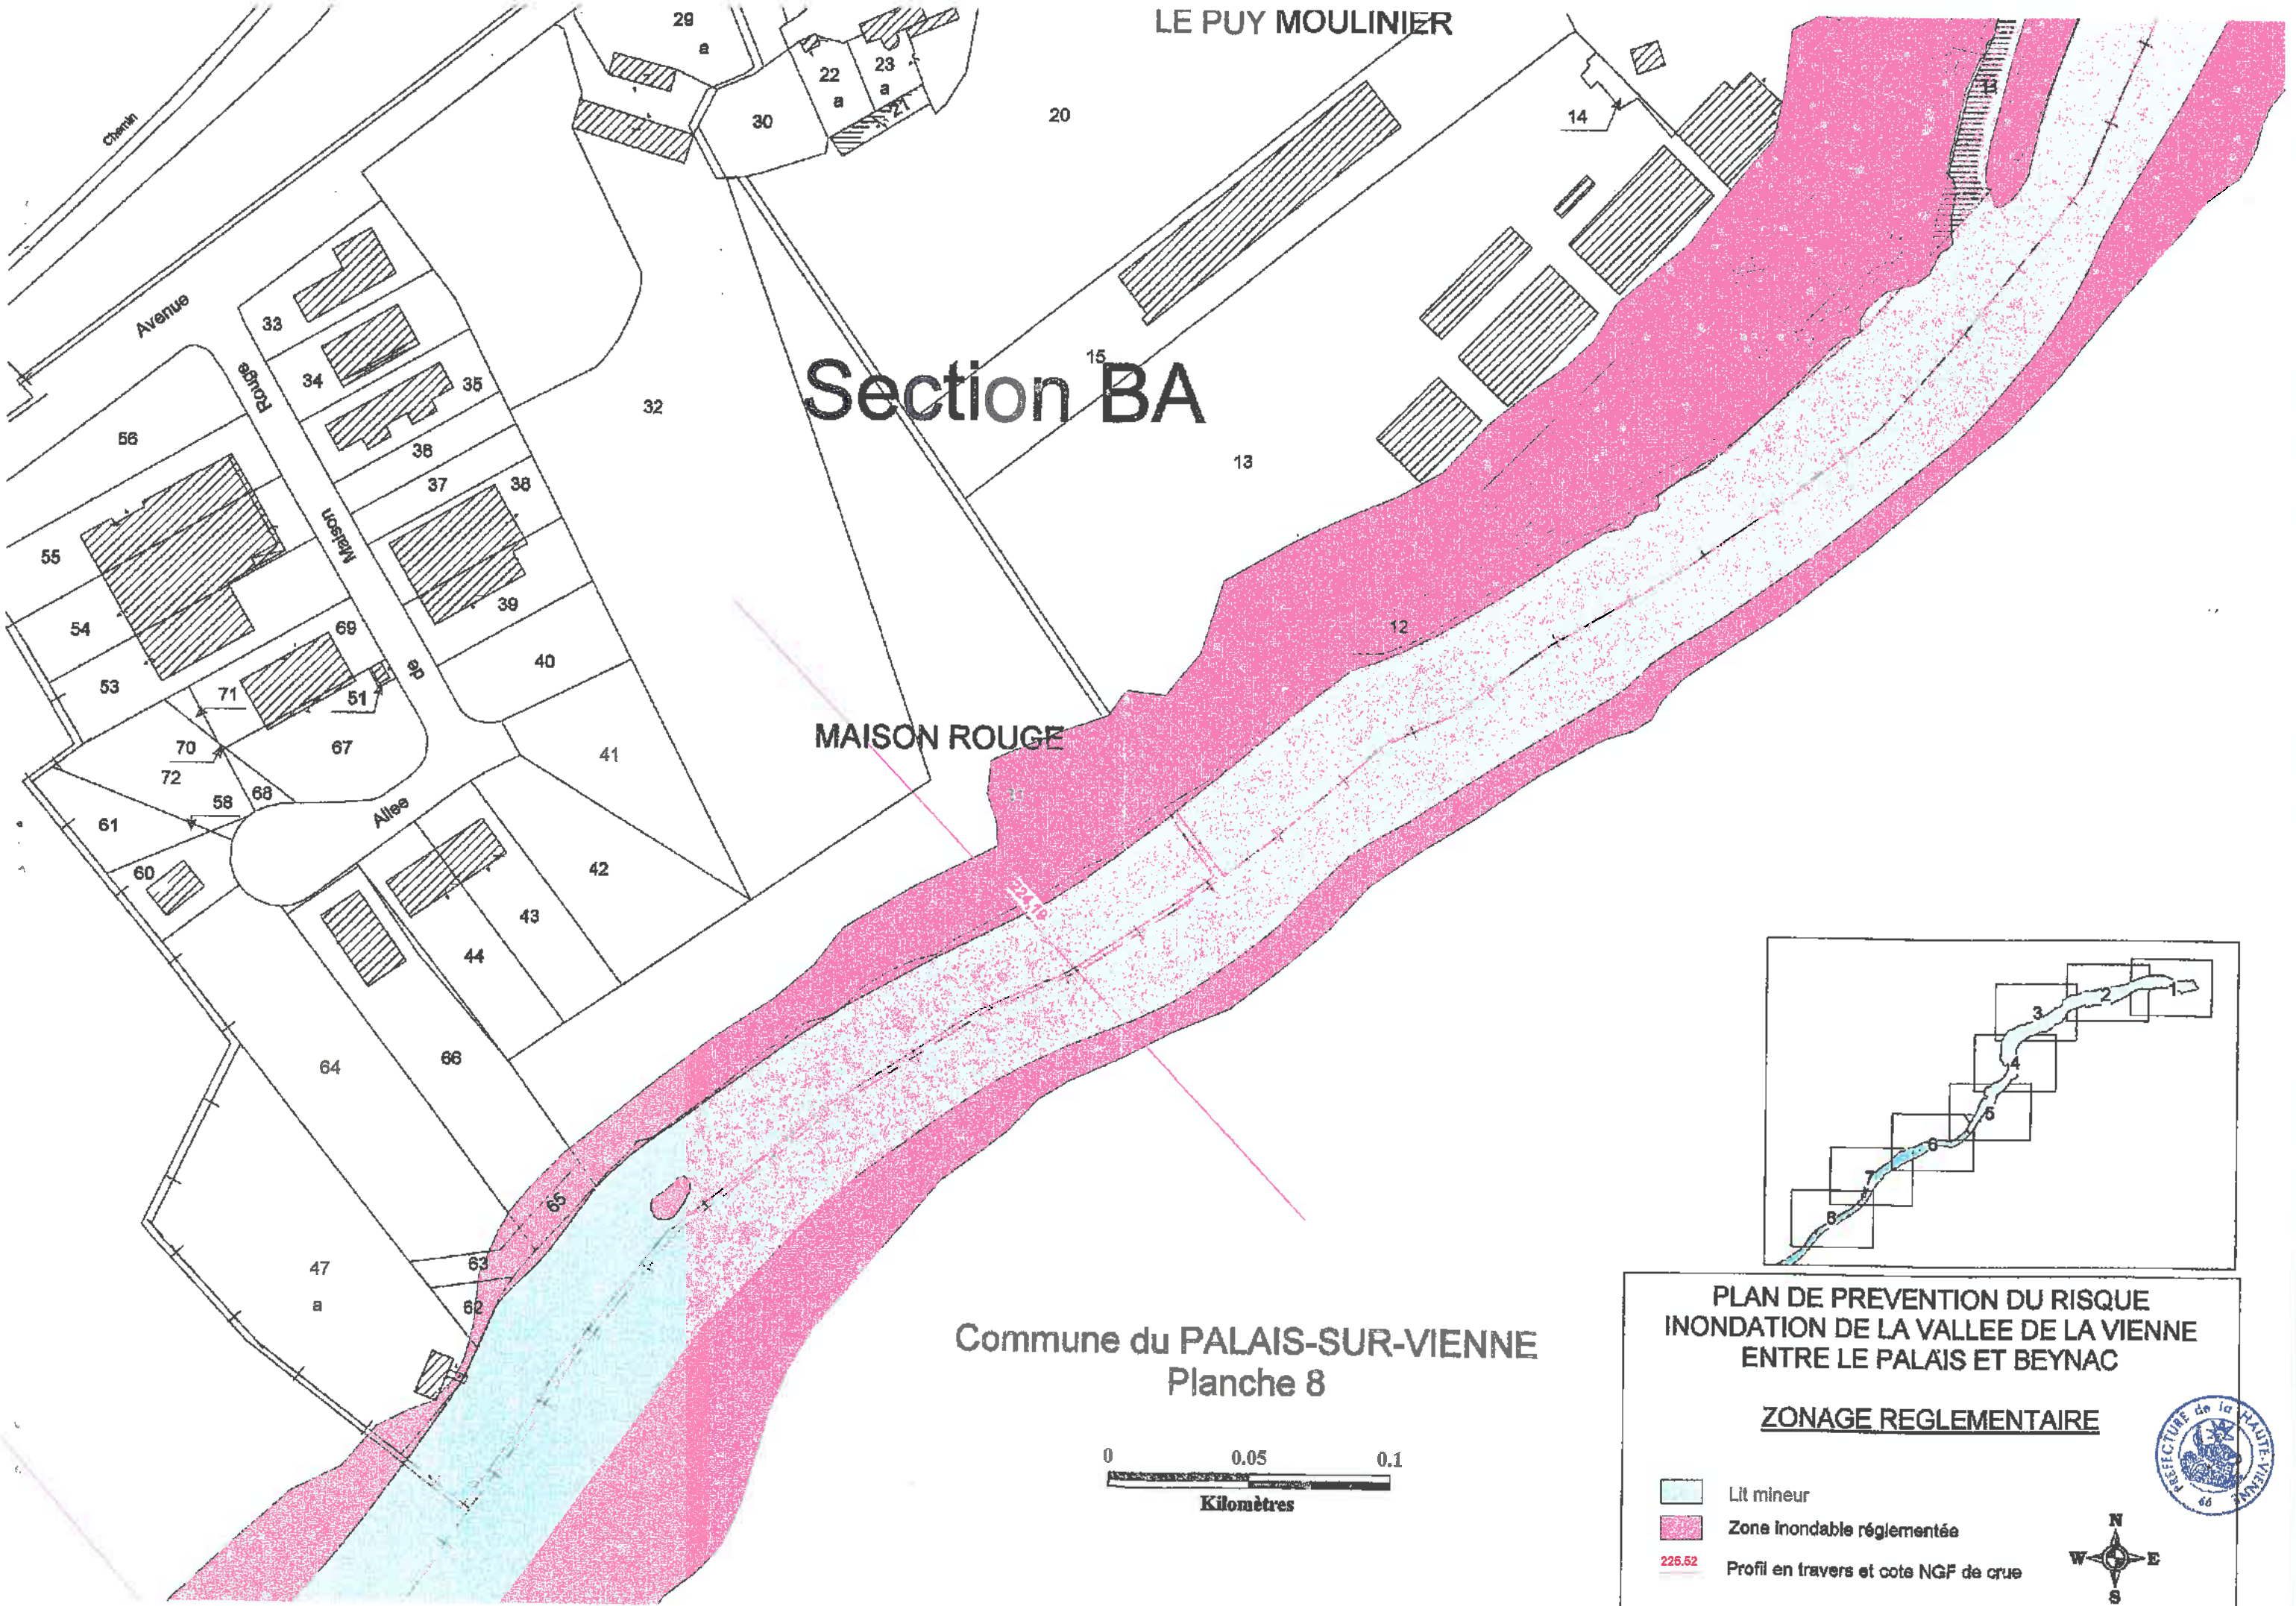 LE PUY MOULINIER
29
a
22
a
23
a
21
30
20
14
Chemin
Avenue
33
34
35
Rouge
32
15
Section BA
13
56
38
37
38
Maison
55
39
54
69
de
40
12
53
71
51
MAISON ROUGE
70
67
41
72
58
68
61
Allee
60
42
43
44
64
66
65
63
47
a
62
1
2
3
4
5
6
7
8
Commune du PALAIS-SUR-VIENNE
Planche 8
0
0.05
0.1
Kilomètres
PLAN DE PREVENTION DU RISQUE
INONDATION DE LA VALLEE DE LA VIENNE
ENTRE LE PALAIS ET BEYNAC
ZONAGE REGLEMENTAIRE
PREFECTURE de la HAUTE-VIENNE
66
Lit mineur
Zone inondable réglementée
225.52
Profil en travers et cote NGF de crue
N
W
E
S